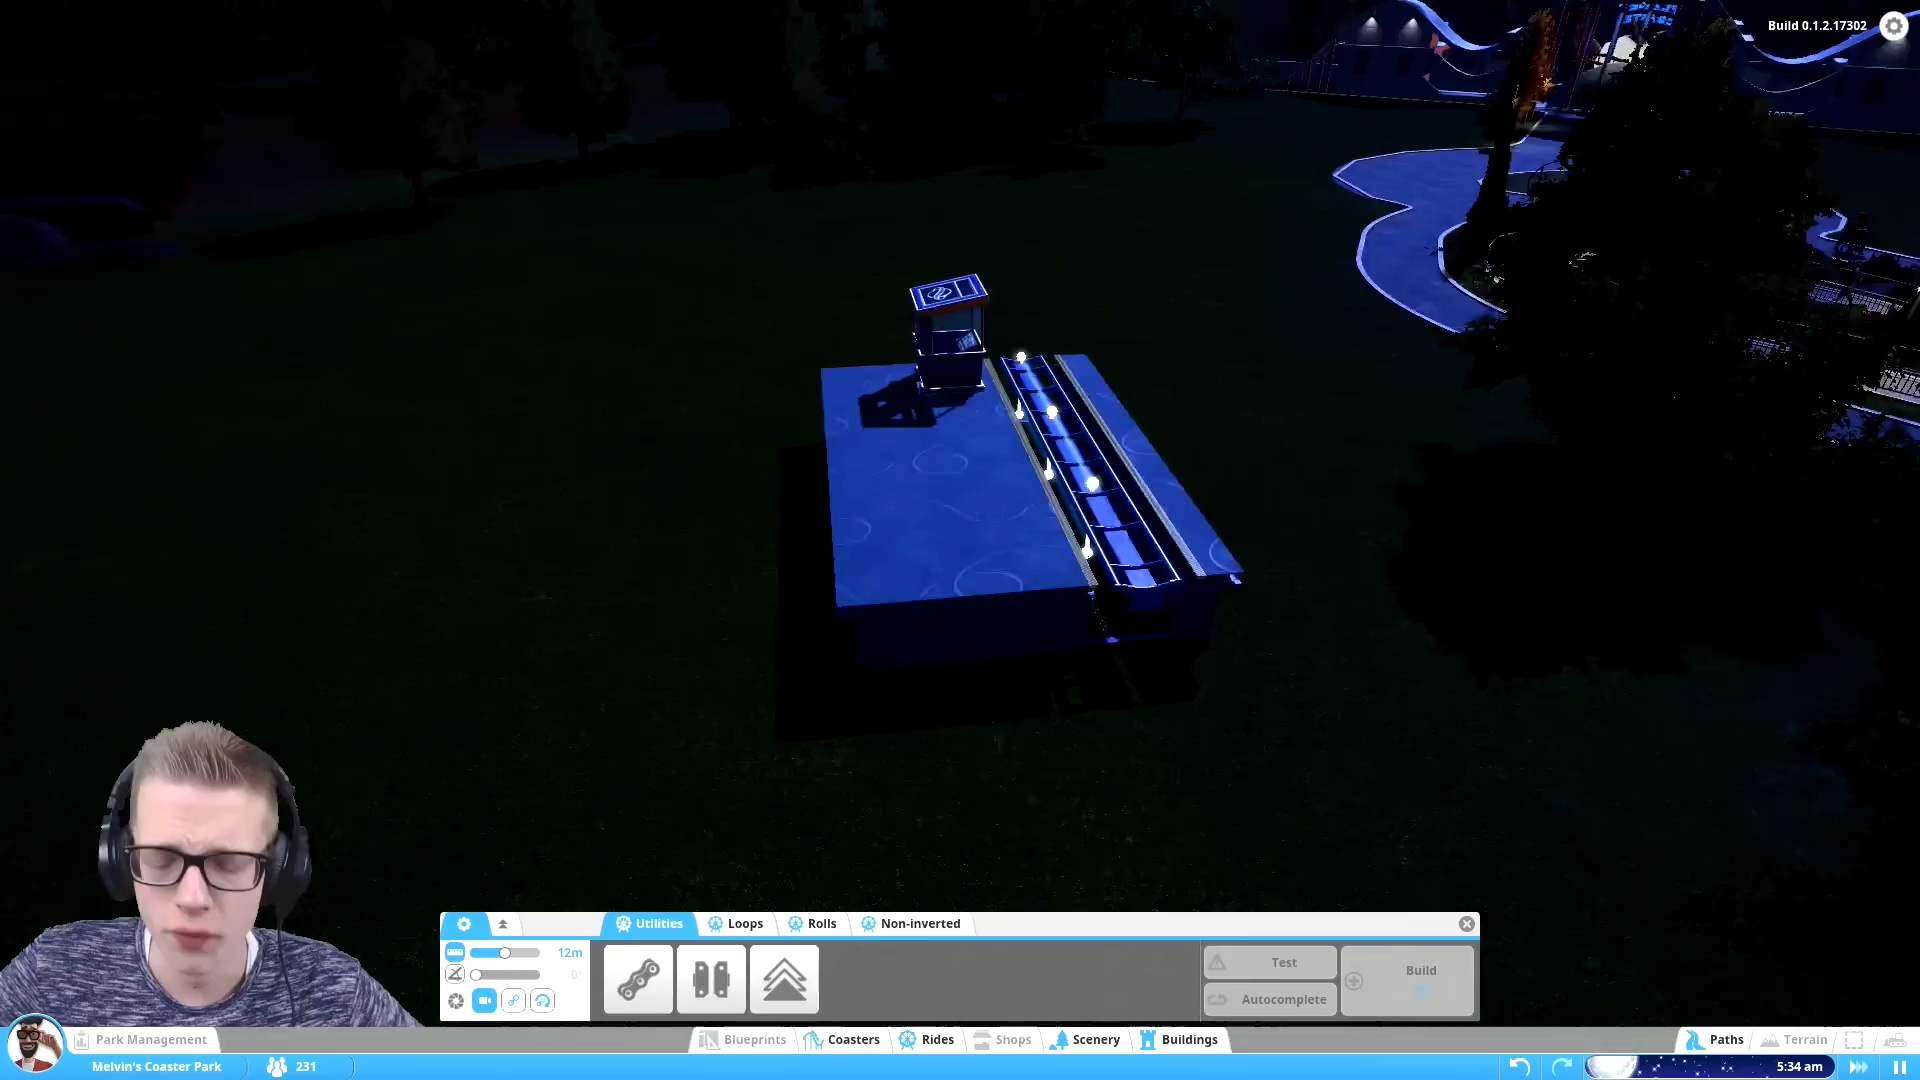 Build 0.1.2.17302
Utilities
Loops
Rolls
Non-inverted
12m
0°
Test
Autocomplete
Build
Park Management
Blueprints
Coasters
Rides
Shops
Scenery
Buildings
Paths
Terrain
Melvin's Coaster Park
231
5:34 am